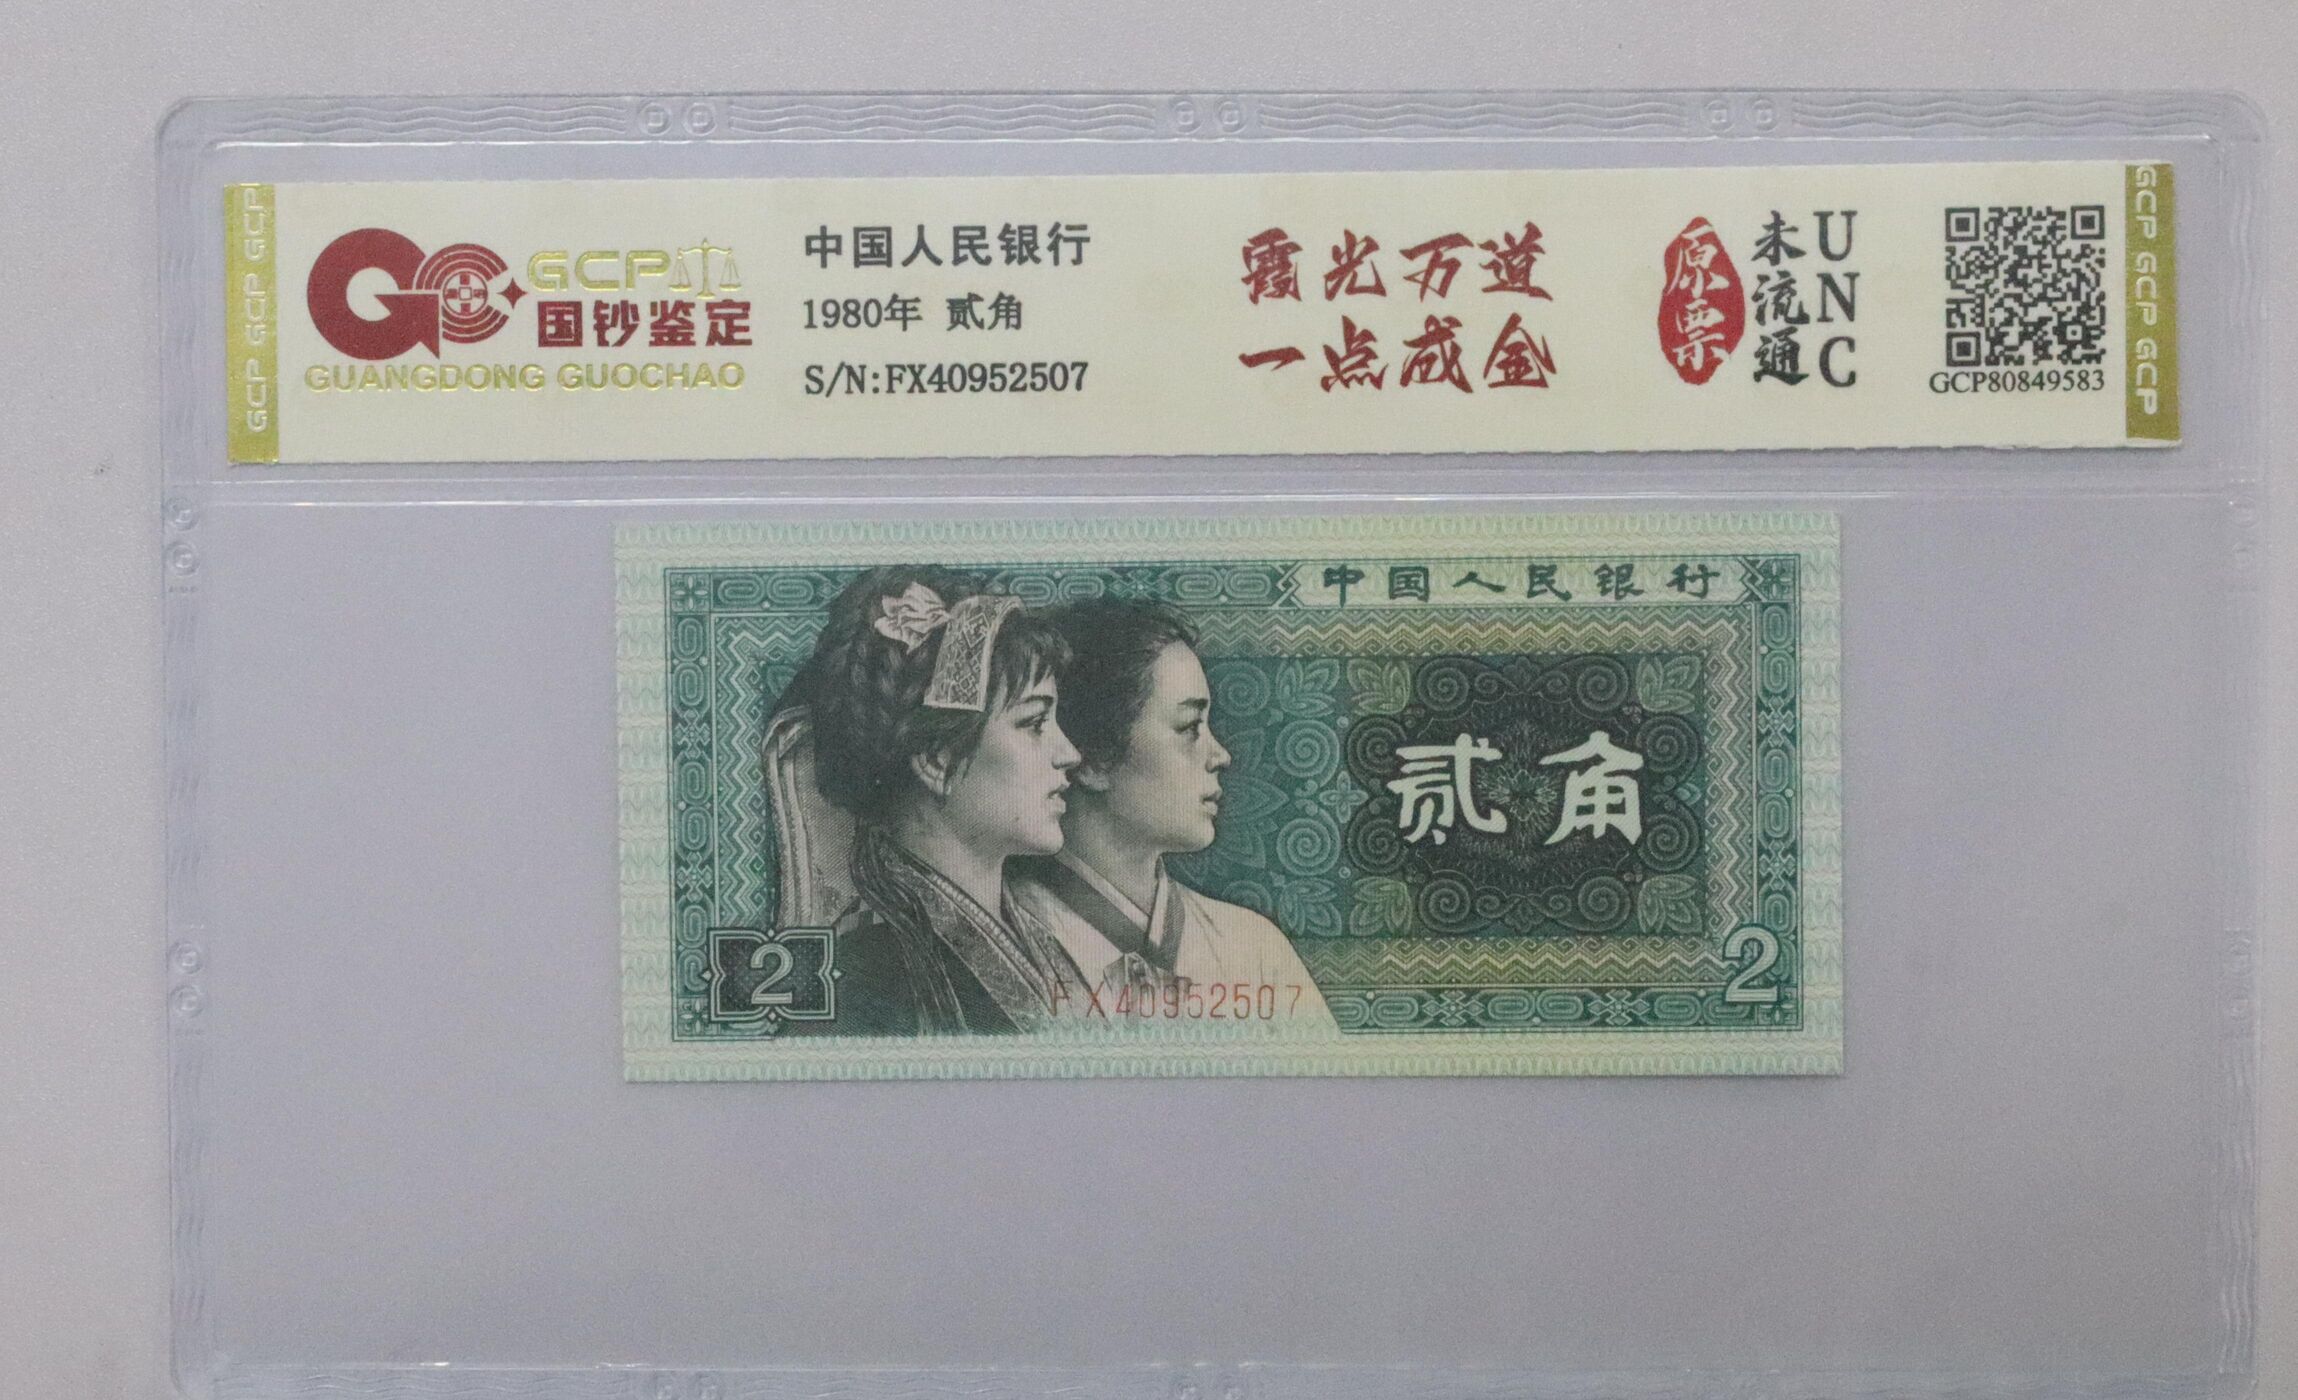 GCP GCP GCP
GCP
国钞鉴定
GUANGDONG GUOCHAO
中国人民银行
1980年 贰角
S/N:FX40952507
霞光万道
一点成金
原票
未流通
UNC
GCP80849583
GCP GCP GCP
中国人民银行
贰角
2
FX40952507
2